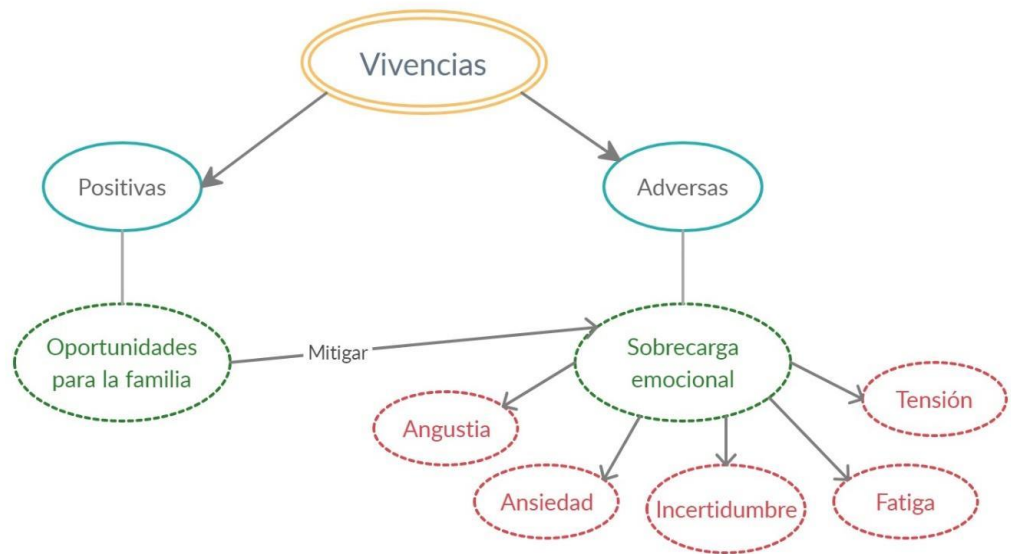 Vivencias
Positivas
Adversas
Oportunidades
para la familia
Mitigar
Sobrecarga
emocional
Tensión
Angustia
Ansiedad
Incertidumbre
Fatiga